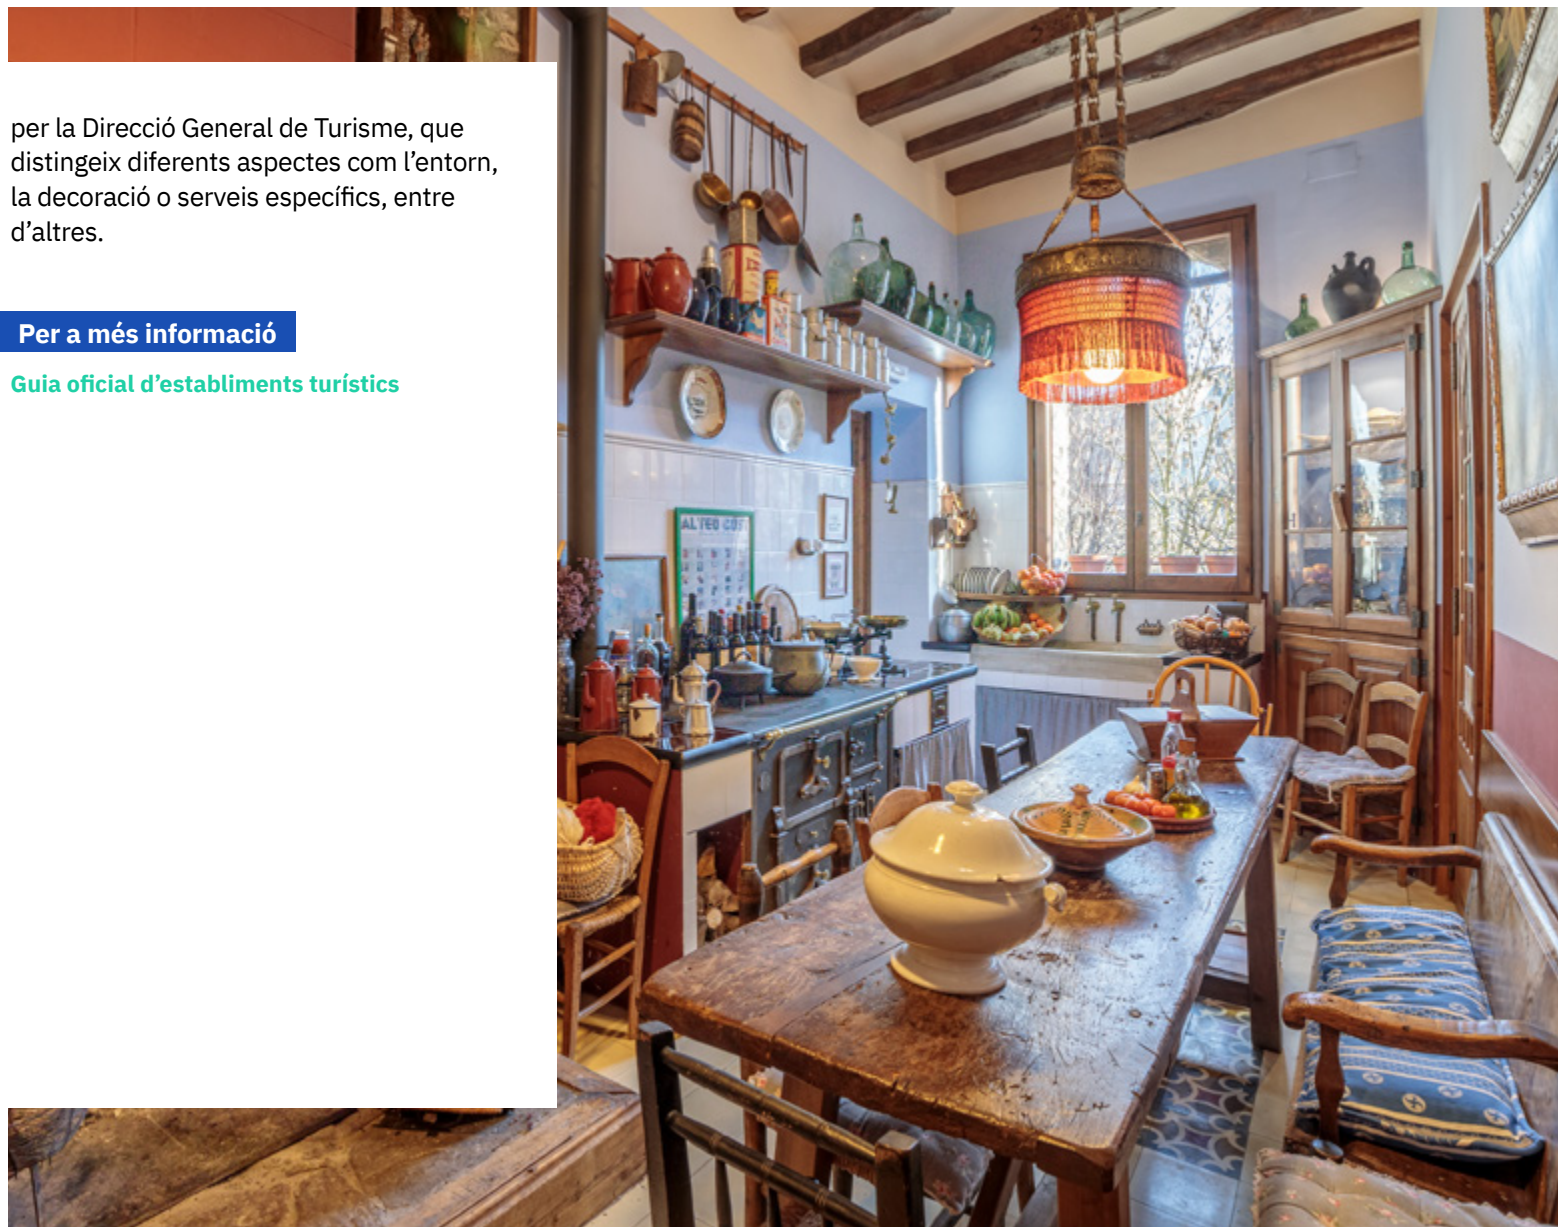 per la Direcció General de Turisme, que
distingeix diferents aspectes com l’entorn,
la decoració o serveis específics, entre
d’altres.
Per a més informació
Guia oficial d’establiments turístics